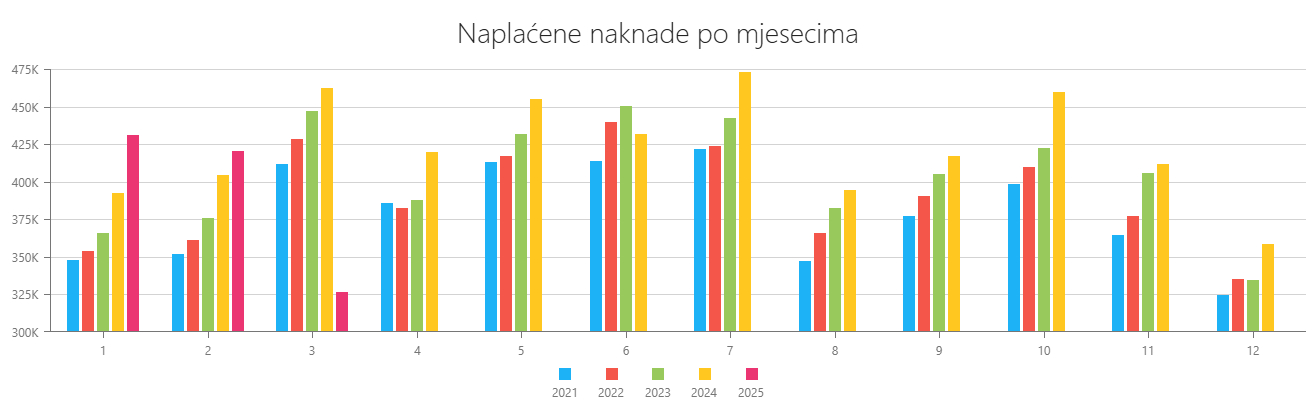 Naplaćene naknade po mjesecima
475K
450K
425K
400K
375K
350K
325K
300K
1 2 3 4 5 6 7 8 9 10 11 12
2021 2022 2023 2024 2025